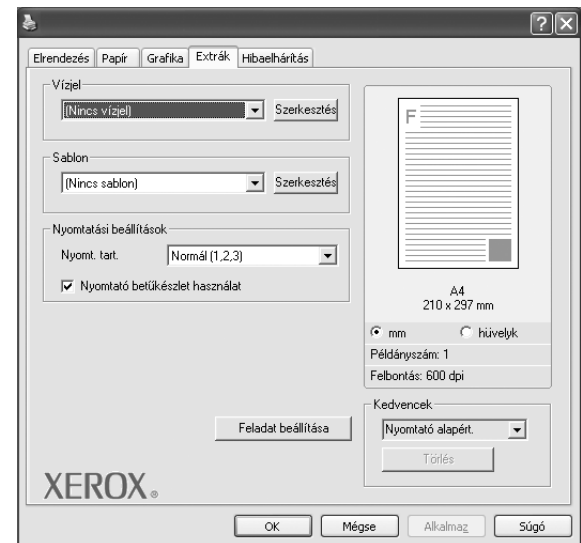 Elrendezés Papír Grafika Extrák Hibaelhárítás
Vízjel
(Nincs vízjel) Szerkesztés
Sablon
(Nincs sablon) Szerkesztés
Nyomtatási beállítások
Nyomt. tart. Normál (1,2,3)
Nyomtató betűkészlet használat
F
A4
210 x 297 mm
mm hüvelyk
Példányszám: 1
Felbontás: 600 dpi
Kedvencek
Nyomtató alapért.
Törlés
Feladat beállítása
XEROX®
OK Mégse Alkalmaz Súgó